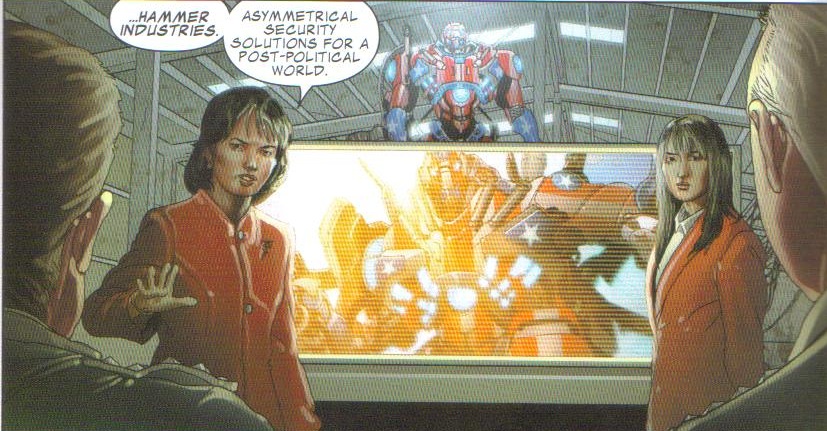 ...HAMMER
INDUSTRIES.
ASYMMETRICAL
SECURITY
SOLUTIONS FOR A
POST-POLITICAL
WORLD.